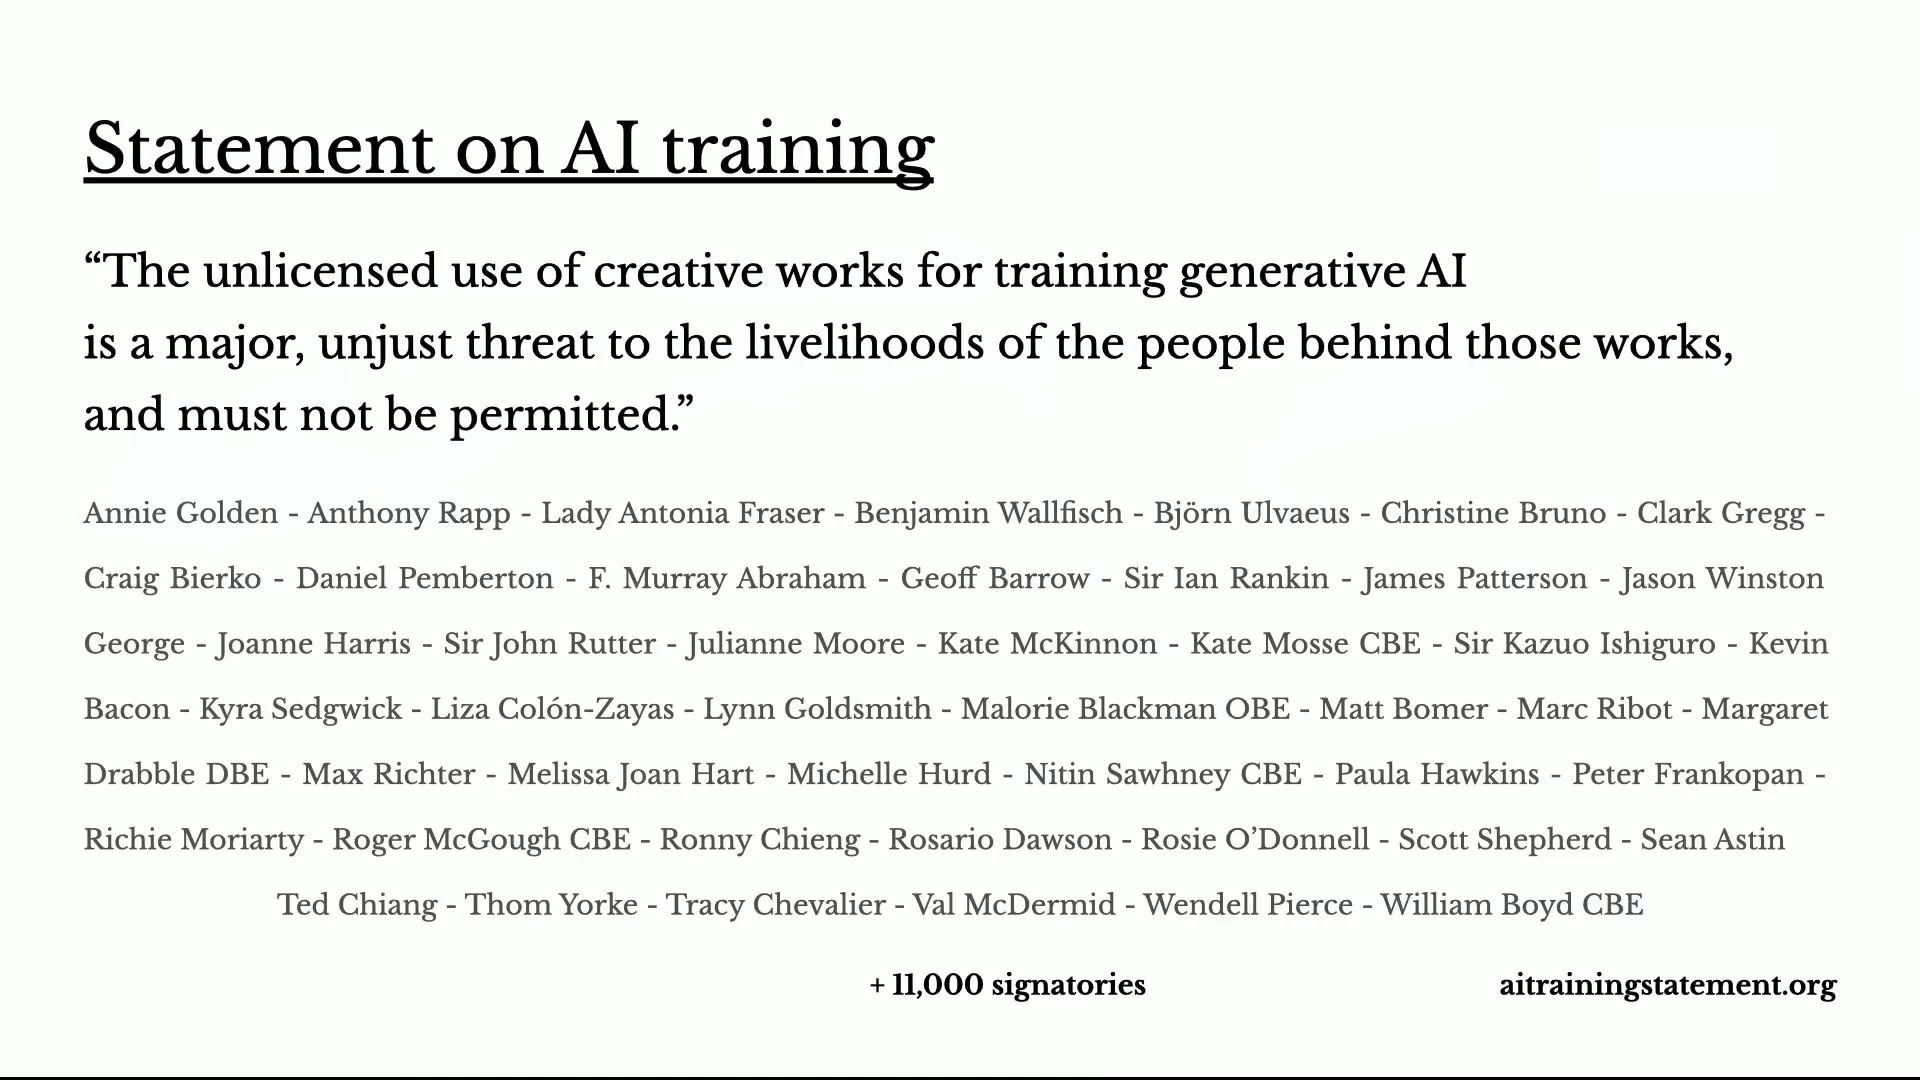 Statement on AI training
“The unlicensed use of creative works for training generative AI
is a major, unjust threat to the livelihoods of the people behind those works,
and must not be permitted.”
Annie Golden - Anthony Rapp - Lady Antonia Fraser - Benjamin Wallfisch - Björn Ulvaeus - Christine Bruno - Clark Gregg -
Craig Bierko - Daniel Pemberton - F. Murray Abraham - Geoff Barrow - Sir Ian Rankin - James Patterson - Jason Winston
George - Joanne Harris - Sir John Rutter - Julianne Moore - Kate McKinnon - Kate Mosse CBE - Sir Kazuo Ishiguro - Kevin
Bacon - Kyra Sedgwick - Liza Colón-Zayas - Lynn Goldsmith - Malorie Blackman OBE - Matt Bomer - Marc Ribot - Margaret
Drabble DBE - Max Richter - Melissa Joan Hart - Michelle Hurd - Nitin Sawhney CBE - Paula Hawkins - Peter Frankopan -
Richie Moriarty - Roger McGough CBE - Ronny Chieng - Rosario Dawson - Rosie O’Donnell - Scott Shepherd - Sean Astin
Ted Chiang - Thom Yorke - Tracy Chevalier - Val McDermid - Wendell Pierce - William Boyd CBE
+ 11,000 signatories
aitrainingstatement.org